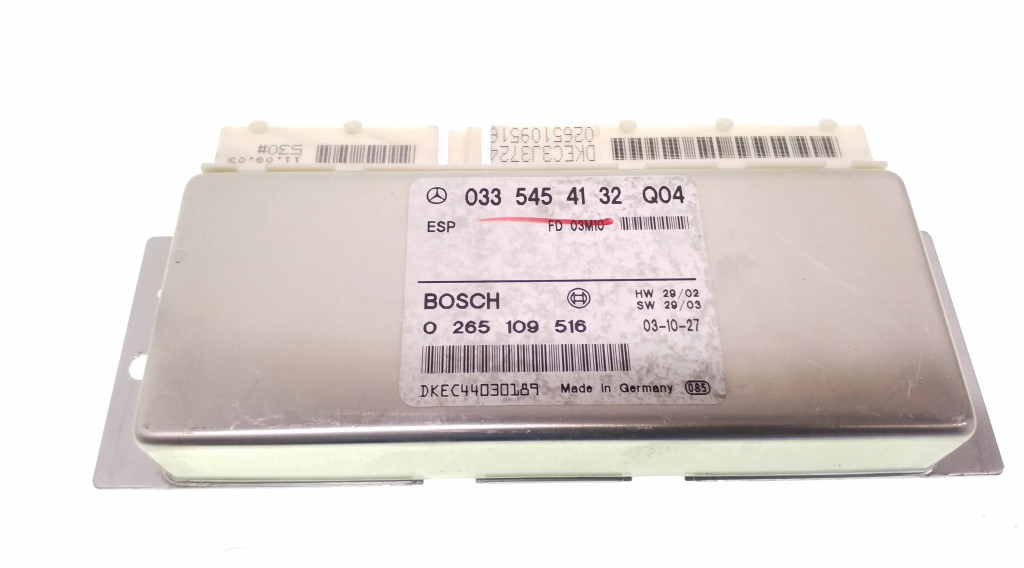 11.09.03
530#
DKEC3J3724
0265109516
033 545 41 32 Q04
ESP FD 03M10
BOSCH HW 29/02
SW 29/03
0 265 109 516 03-10-27
DKEC44030189 Made in Germany 085